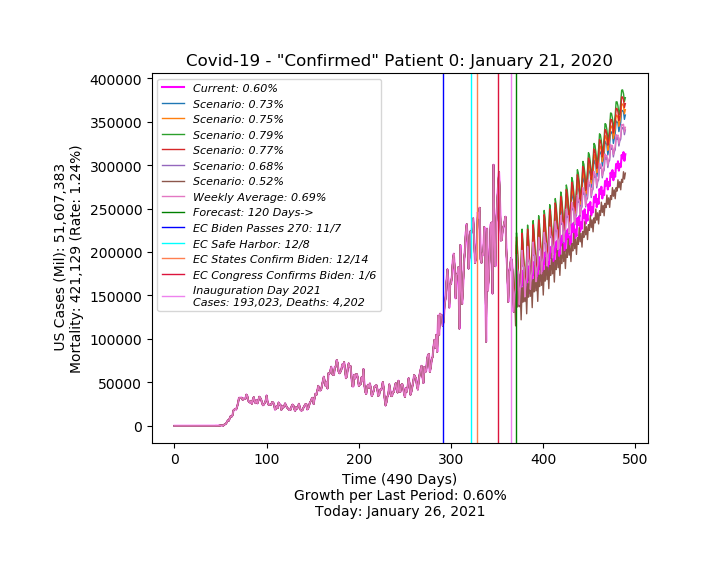 Covid-19 - "Confirmed" Patient 0: January 21, 2020
US Cases (Mil): 51,607,383
Mortality: 421,129 (Rate: 1.24%)
400000
350000
300000
250000
200000
150000
100000
50000
0
Current: 0.60%
Scenario: 0.73%
Scenario: 0.75%
Scenario: 0.79%
Scenario: 0.77%
Scenario: 0.68%
Scenario: 0.52%
Weekly Average: 0.69%
Forecast: 120 Days->
EC Biden Passes 270: 11/7
EC Safe Harbor: 12/8
EC States Confirm Biden: 12/14
EC Congress Confirms Biden: 1/6
Inauguration Day 2021
Cases: 193,023, Deaths: 4,202
0 100 200 300 400 500
Time (490 Days)
Growth per Last Period: 0.60%
Today: January 26, 2021